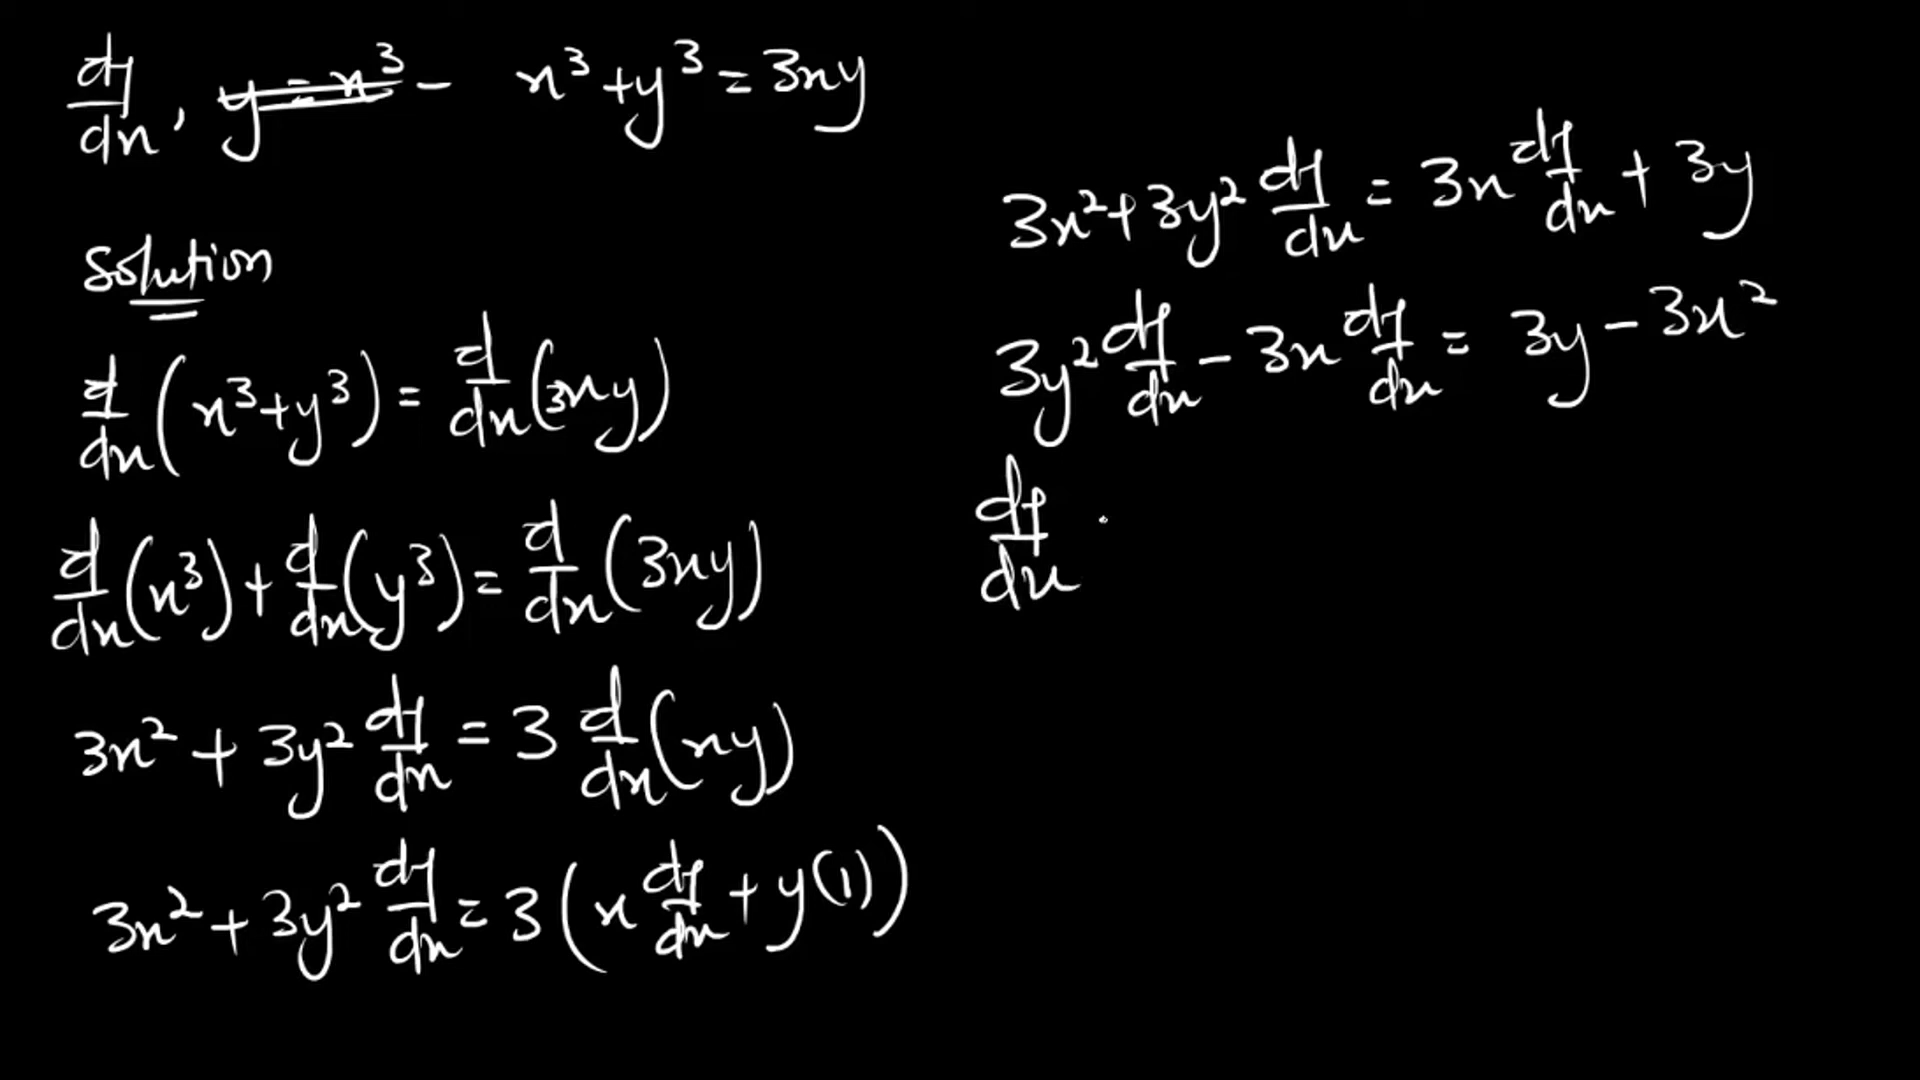 dy/dx, y = x³ - x³ + y³ = 3xy
Solution
d/dx (x³ + y³) = d/dx (3xy)
d/dx (x³) + d/dx (y³) = d/dx (3xy)
3x² + 3y² dy/dx = 3 d/dx (xy)
3x² + 3y² dy/dx = 3 (x dy/dx + y(1))
3x² + 3y² dy/dx = 3x dy/dx + 3y
3y² dy/dx - 3x dy/dx = 3y - 3x²
dy/dx